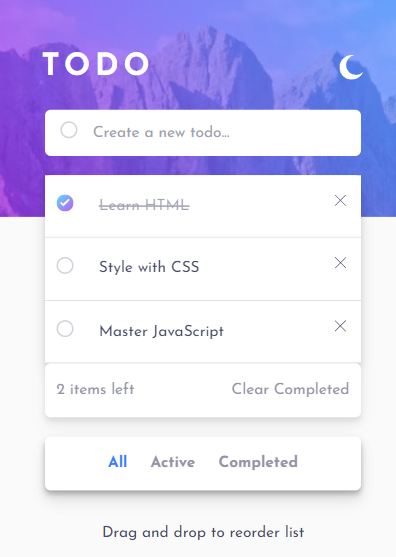 TODO
Create a new todo...
Learn HTML
Style with CSS
Master JavaScript
2 items left Clear Completed
All Active Completed
Drag and drop to reorder list